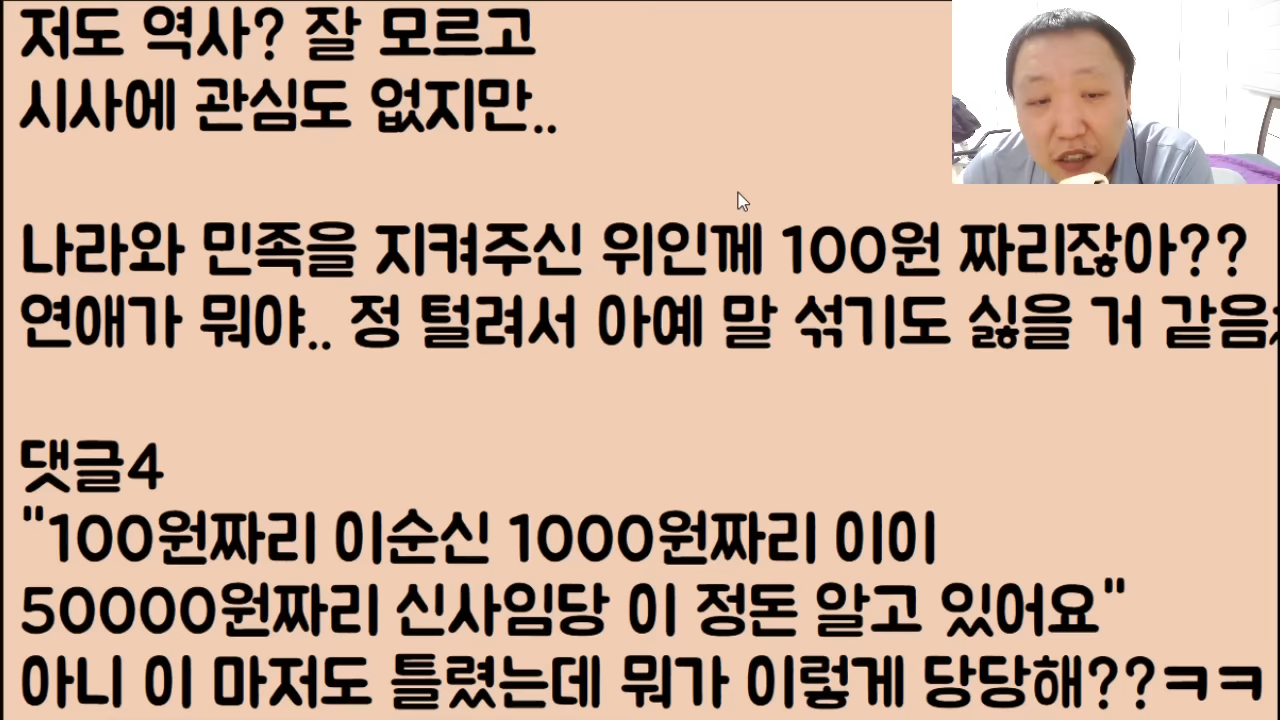 저도 역사? 잘 모르고
시사에 관심도 없지만..
나라와 민족을 지켜주신 위인께 100원 짜리잖아??
연애가 뭐야.. 정 털려서 아예 말 섞기도 싫을 거 같음
댓글4
"100원짜리 이순신 1000원짜리 이이
50000원짜리 신사임당 이 정돈 알고 있어요"
아니 이 마저도 틀렸는데 뭐가 이렇게 당당해??ㅋㅋ